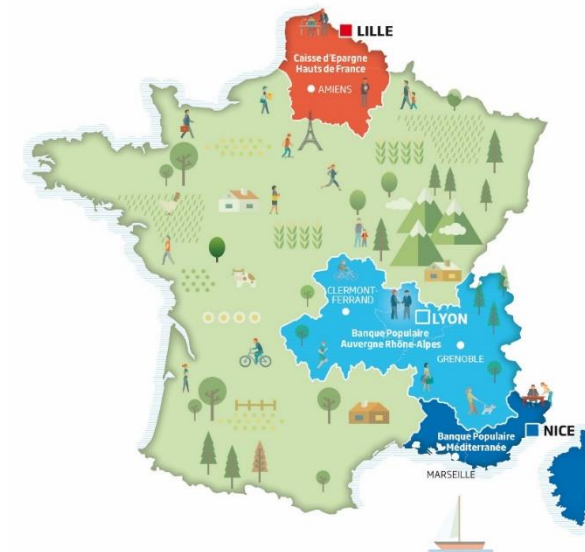 LILLE
Caisse d'Epargne
Hauts de France
AMIENS
CLERMONT-
FERRAND
LYON
Banque Populaire
Auvergne Rhône-Alpes
GRENOBLE
Banque Populaire
Méditerranée
NICE
MARSEILLE